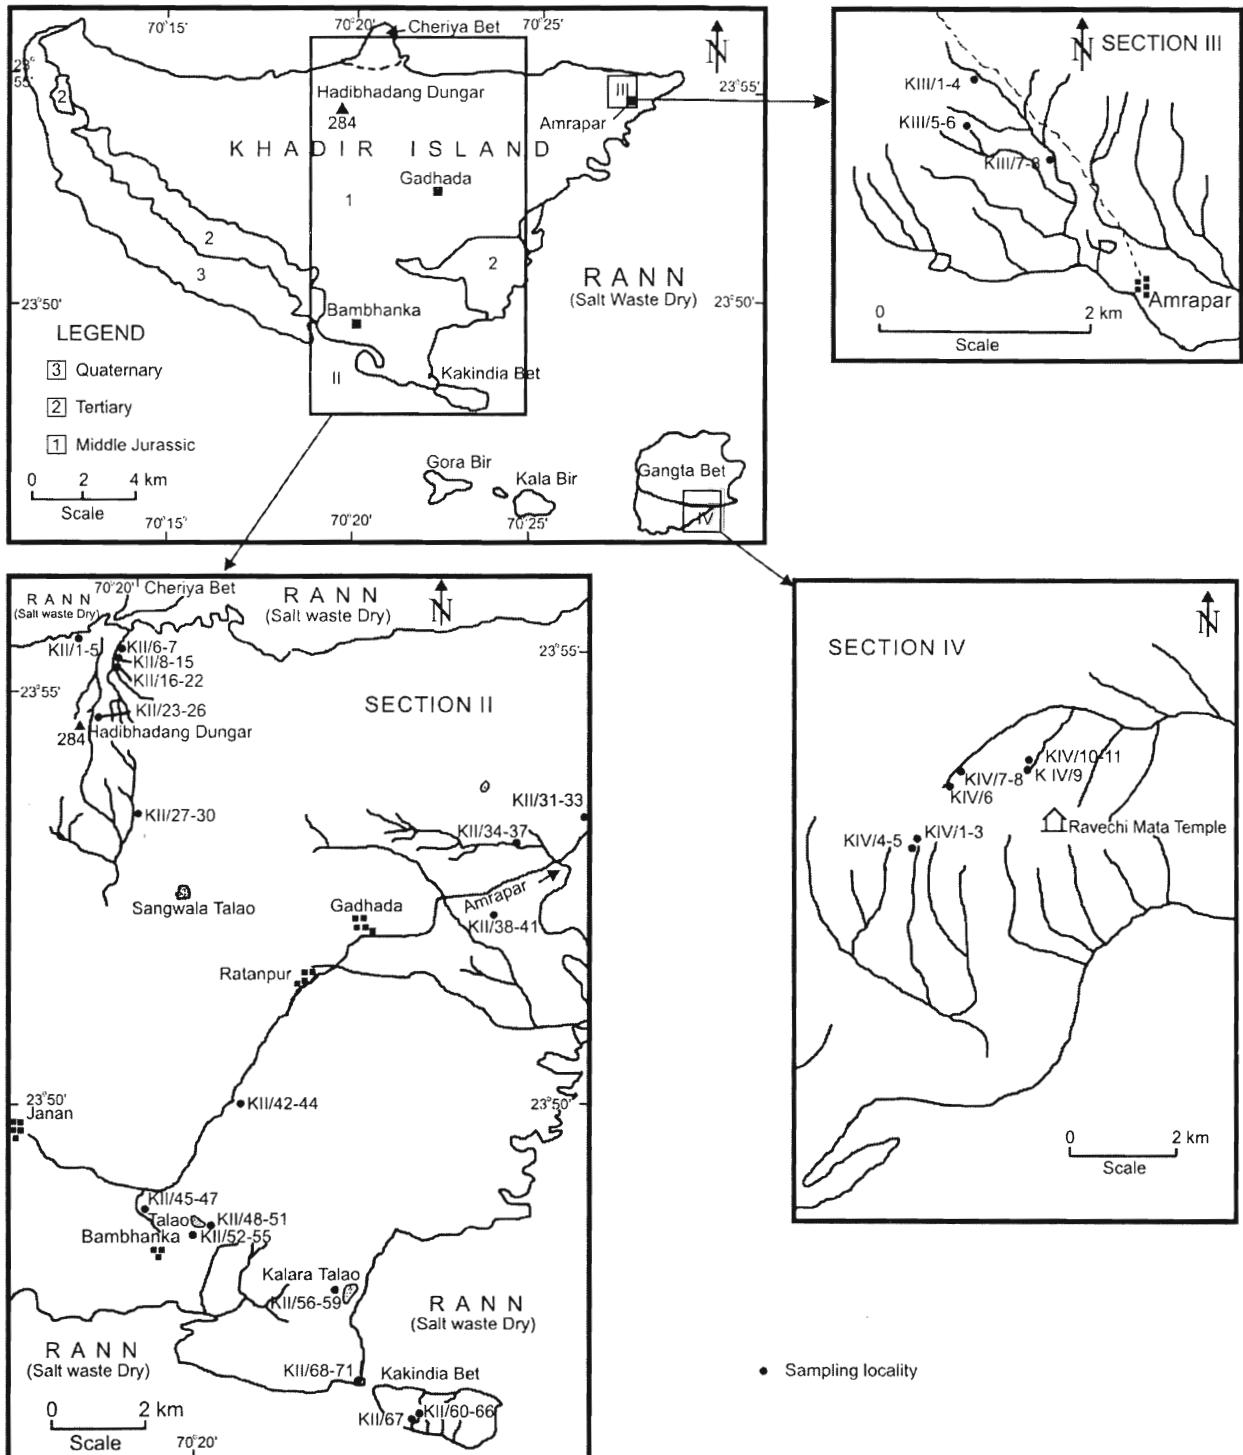 70°15'
70°20'
70°25'
Cheriya Bet
N
23°
55'
2
Hadibhadang Dungar
284
III
23°55'
Amrapar
KHADIR ISLAND
Gadhada
1
2
2
3
RANN
(Salt Waste Dry)
23°50'
23°50'
Bambhanka
LEGEND
3 Quaternary
2 Tertiary
1 Middle Jurassic
II
Kakindia Bet
0 2 4 km
Scale
Gora Bir
Kala Bir
Gangta Bet
IV
70°15'
70°20'
70°25'
N
SECTION III
KIII/1-4
KIII/5-6
KIII/7-8
Amrapar
0 2 km
Scale
70°20'
Cheriya Bet
RANN
(Salt waste Dry)
RANN
(Salt waste Dry)
N
KII/1-5
KII/6-7
KII/8-15
KII/16-22
23°55'
23°55'
SECTION II
KII/23-26
284
Hadibhadang Dungar
KII/27-30
KII/31-33
KII/34-37
Sangwala Talao
Gadhada
Amrapar
KII/38-41
Ratanpur
23°50'
Janan
KII/42-44
23°50'
KII/45-47
Talao
KII/48-51
Bambhanka
KII/52-55
Kalara Talao
KII/56-59
RANN
(Salt waste Dry)
RANN
(Salt waste Dry)
KII/68-71
Kakindia Bet
KII/67
KII/60-66
0 2 km
Scale
70°20'
N
SECTION IV
KIV/10-11
KIV/7-8
K IV/9
KIV/6
KIV/4-5
KIV/1-3
Ravechi Mata Temple
0 2 km
Scale
Sampling locality